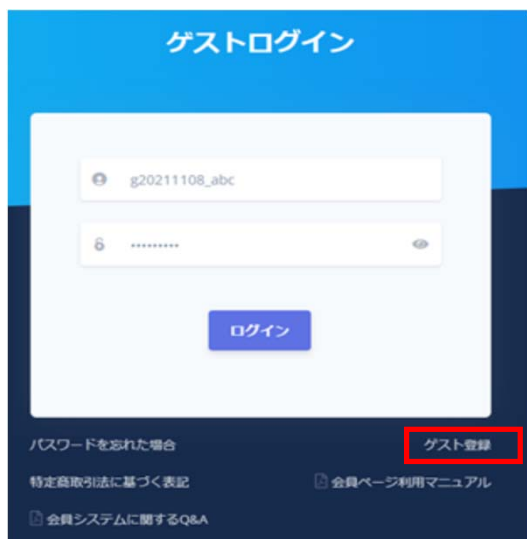 ゲストログイン
g20211108_abc
•••••••••
ログイン
パスワードを忘れた場合
ゲスト登録
特定商取引法に基づく表記
会員ページ利用マニュアル
会員システムに関するQ&A